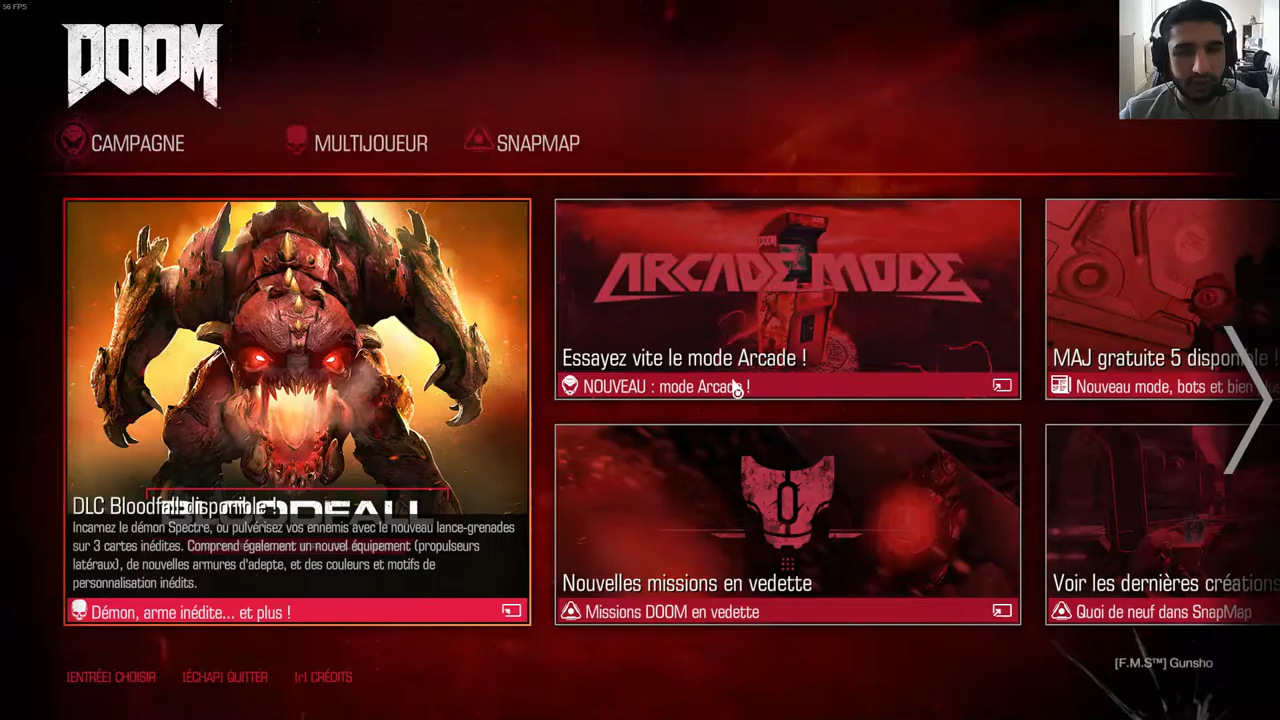 56 FPS
DOOM
CAMPAGNE
MULTIJOUEUR
SNAPMAP
DLC Bloodfall disponible !
Incarnez le démon Spectre, ou pulvérisez vos ennemis avec le nouveau lance-grenades
sur 3 cartes inédites. Comprend également un nouvel équipement (propulseurs
latéraux), de nouvelles armures d'adepte, et des couleurs et motifs de
personnalisation inédits.
Démon, arme inédite... et plus !
DOOM
ARCADE MODE
Essayez vite le mode Arcade !
NOUVEAU : mode Arcade !
Nouvelles missions en vedette
Missions DOOM en vedette
MAJ gratuite 5 disponible !
Nouveau mode, bots et bien
Voir les dernières créations
Quoi de neuf dans SnapMap
[ENTRÉE] CHOISIR
[ÉCHAP] QUITTER
[r] CRÉDITS
[F.M.S™] Gunsho